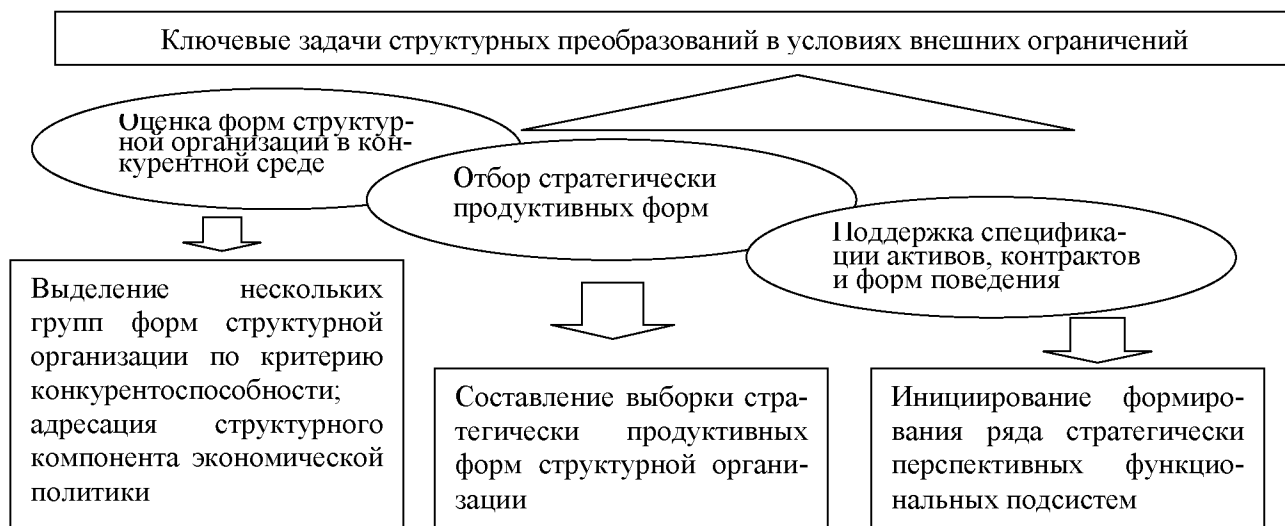 Ключевые задачи структурных преобразований в условиях внешних ограничений
Оценка форм структур-
ной организации в кон-
курентной среде
Отбор стратегически
продуктивных форм
Поддержка специфика-
ции активов, контрактов
и форм поведения
Выделение нескольких
групп форм структурной
организации по критерию
конкурентоспособности;
адресация структурного
компонента экономической
политики
Составление выборки стра-
тегически продуктивных
форм структурной органи-
зации
Инициирование формиро-
вания ряда стратегически
перспективных функцио-
нальных подсистем